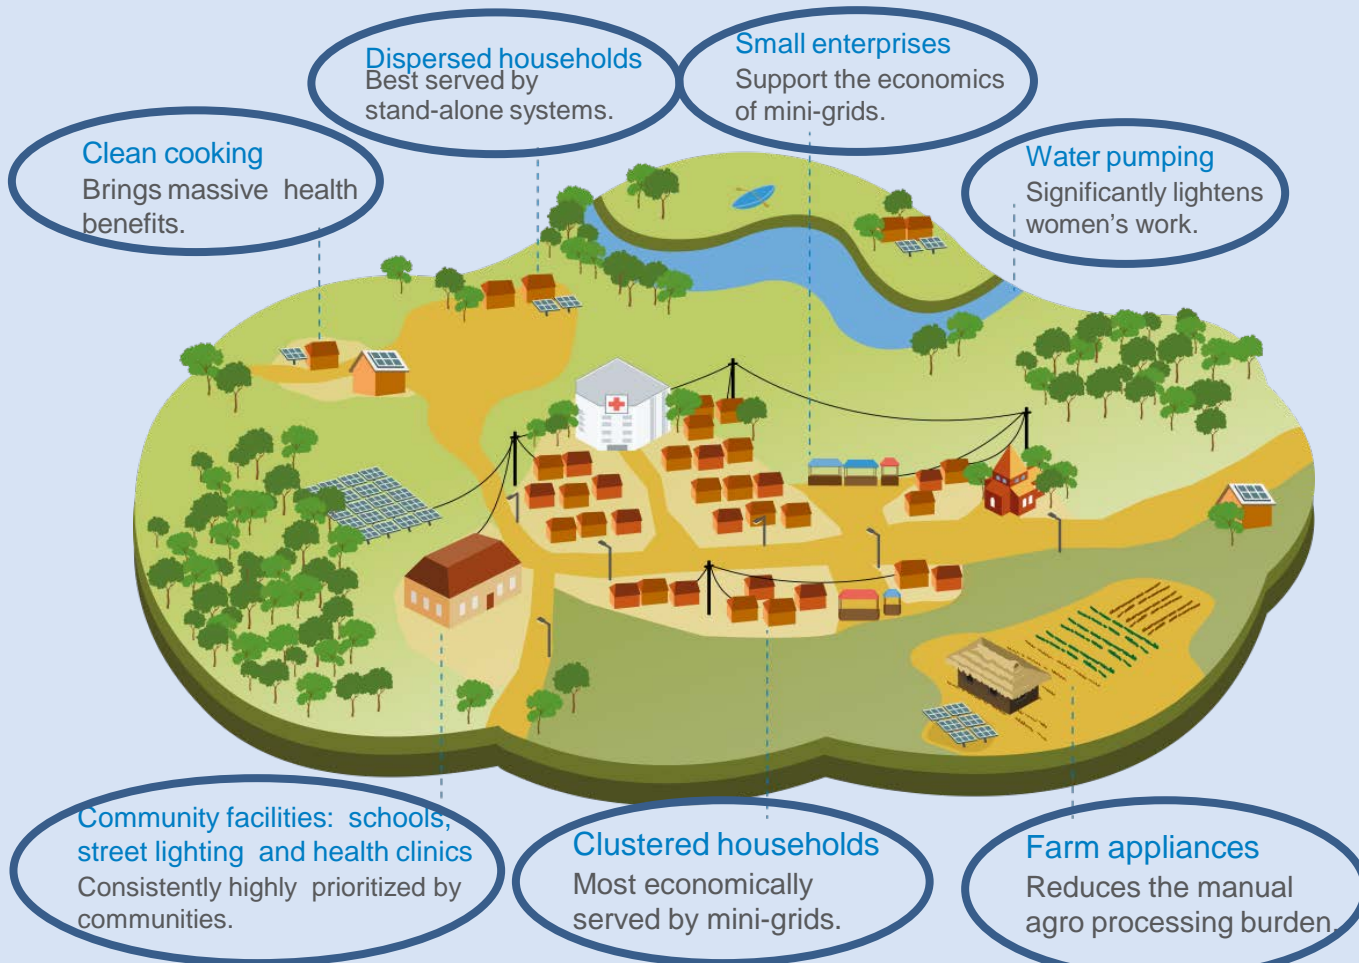 Dispersed households
Best served by
stand-alone systems.
Small enterprises
Support the economics
of mini-grids.
Clean cooking
Brings massive health
benefits.
Water pumping
Significantly lightens
women’s work.
Community facilities: schools,
street lighting and health clinics
Consistently highly prioritized by
communities.
Clustered households
Most economically
served by mini-grids.
Farm appliances
Reduces the manual
agro processing burden.